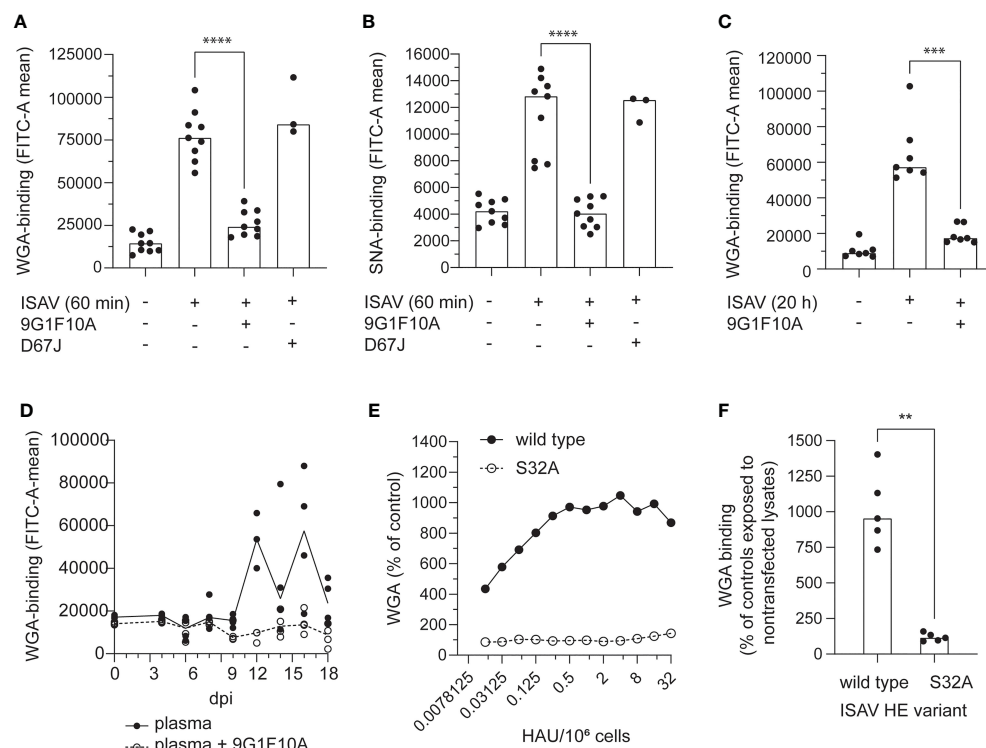 A
WGA-binding (FITC-A mean)
125000
100000
75000
50000
25000
0
****
ISAV (60 min) - + + +
9G1F10A - +
D67J - +
B
SNA-binding (FITC-A mean)
16000
14000
12000
10000
8000
6000
4000
2000
0
****
ISAV (60 min) - + + +
9G1F10A - +
D67J - +
C
WGA-binding (FITC-A mean)
120000
100000
80000
60000
40000
20000
0
***
ISAV (20 h) - + +
9G1F10A - - +
D
WGA-binding (FITC-A-mean)
100000
80000
60000
40000
20000
0
0 3 6 9 12 15 18
dpi
plasma
plasma + 9G1F10A
E
WGA (% of control)
1400
1200
1000
800
600
400
200
0
wild type
S32A
0.0078125 0.03125 0.125 0.5 2 8 32
HAU/10⁶ cells
F
WGA binding
(% of controls exposed to
nontransfected lysates)
1500
1250
1000
750
500
250
0
**
wild type S32A
ISAV HE variant